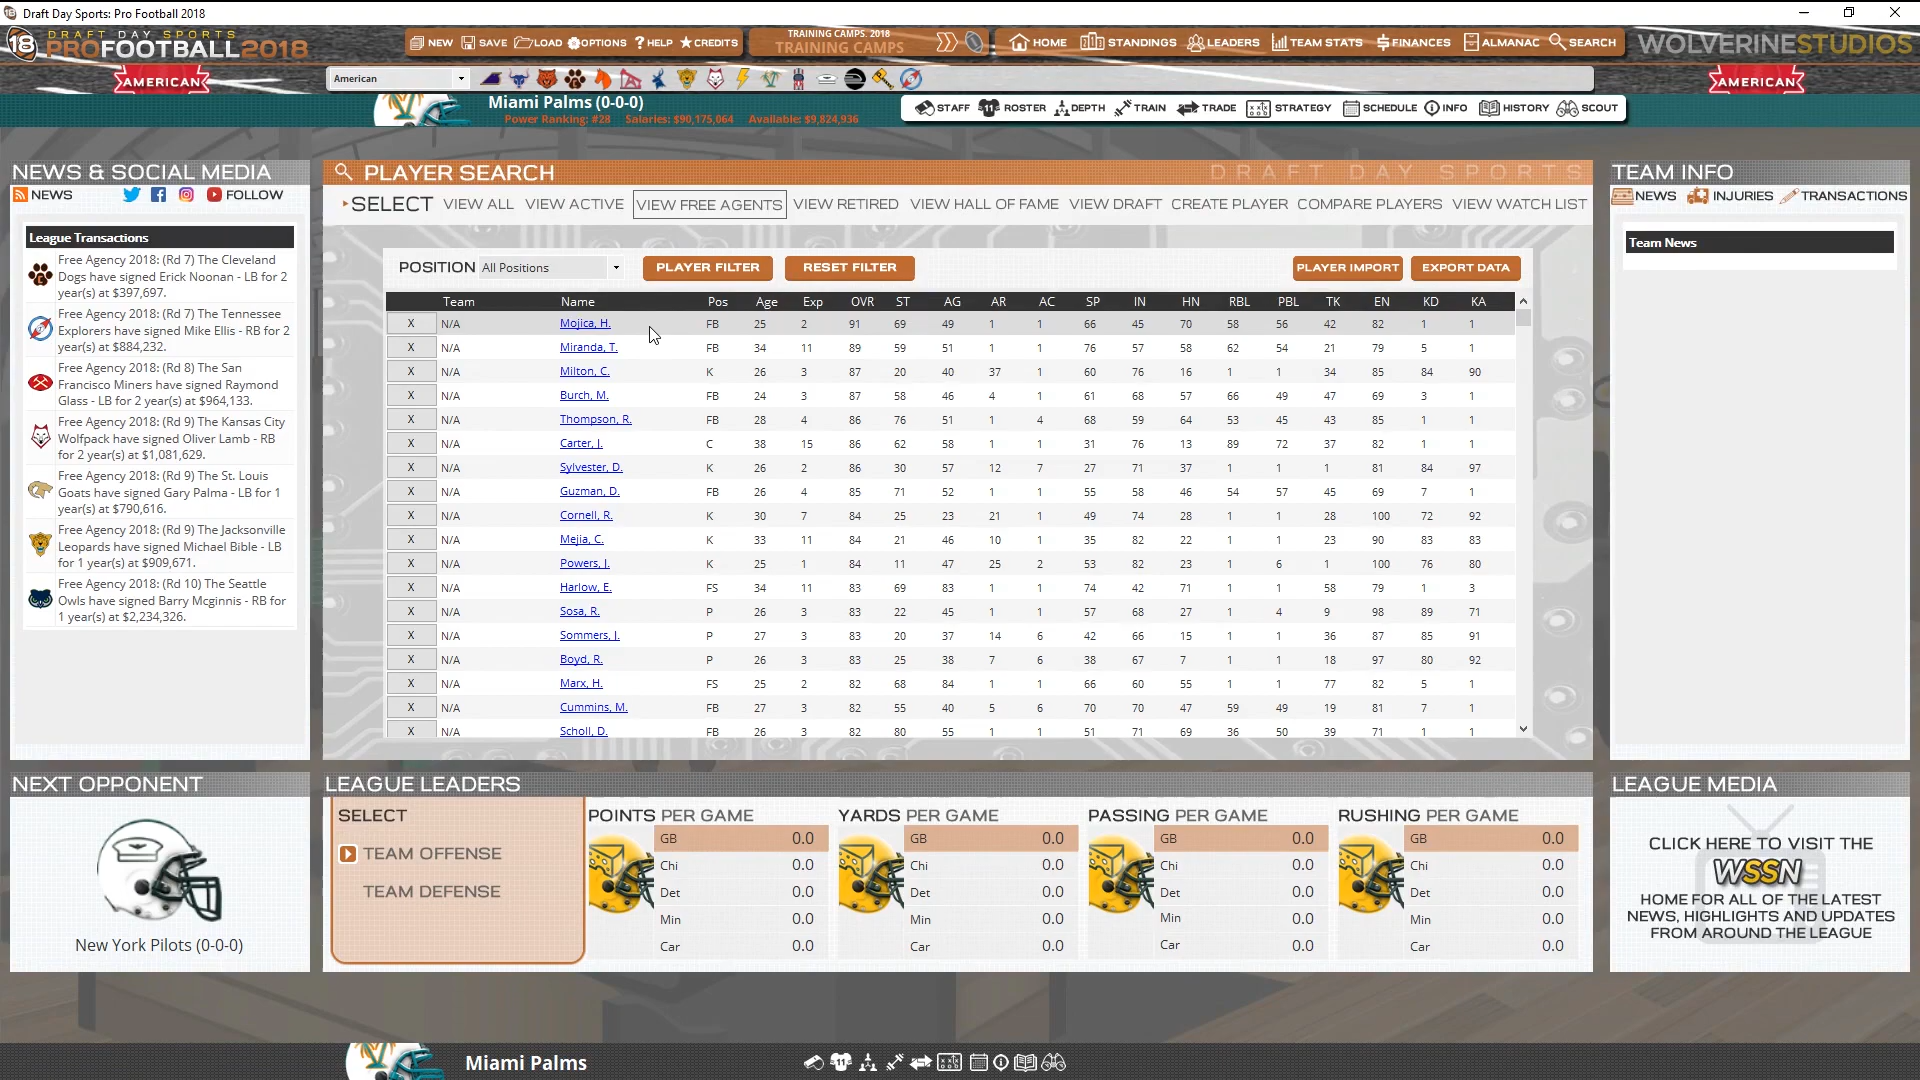 Draft Day Sports: Pro Football 2018
18 DRAFT DAY SPORTS
PROFOOTBALL2018
NEW SAVE LOAD OPTIONS ? HELP CREDITS
TRAINING CAMPS. 2018
TRAINING CAMPS
HOME STANDINGS LEADERS TEAM STATS FINANCES ALMANAC SEARCH
WOLVERINESTUDIOS
AMERICAN
American
AMERICAN
Miami Palms (0-0-0)
Power Ranking: #28 Salaries: $90,175,064 Available: $9,824,936
STAFF ROSTER DEPTH TRAIN TRADE STRATEGY SCHEDULE INFO HISTORY SCOUT
NEWS & SOCIAL MEDIA
NEWS FOLLOW
League Transactions
Free Agency 2018: (Rd 7) The Cleveland
Dogs have signed Erick Noonan - LB for 2
year(s) at $397,697.
Free Agency 2018: (Rd 7) The Tennessee
Explorers have signed Mike Ellis - RB for 2
year(s) at $884,232.
Free Agency 2018: (Rd 8) The San
Francisco Miners have signed Raymond
Glass - LB for 2 year(s) at $964,133.
Free Agency 2018: (Rd 9) The Kansas City
Wolfpack have signed Oliver Lamb - RB
for 2 year(s) at $1,081,629.
Free Agency 2018: (Rd 9) The St. Louis
Goats have signed Gary Palma - LB for 1
year(s) at $790,616.
Free Agency 2018: (Rd 9) The Jacksonville
Leopards have signed Michael Bible - LB
for 1 year(s) at $909,671.
Free Agency 2018: (Rd 10) The Seattle
Owls have signed Barry Mcginnis - RB for
1 year(s) at $2,234,326.
PLAYER SEARCH
DRAFT DAY SPORTS
SELECT VIEW ALL VIEW ACTIVE VIEW FREE AGENTS VIEW RETIRED VIEW HALL OF FAME VIEW DRAFT CREATE PLAYER COMPARE PLAYERS VIEW WATCH LIST
POSITION All Positions PLAYER FILTER RESET FILTER PLAYER IMPORT EXPORT DATA
Team Name Pos Age Exp OVR ST AG AR AC SP IN HN RBL PBL TK EN KD KA
X N/A Mojica, H. FB 25 2 91 69 49 1 1 66 45 70 58 56 42 82 1 1
X N/A Miranda, T. FB 34 11 89 59 51 1 1 76 57 58 62 54 21 79 5 1
X N/A Milton, C. K 26 3 87 20 40 37 1 60 76 16 1 1 34 85 84 90
X N/A Burch, M. FB 24 3 87 58 46 4 1 61 68 57 66 49 47 69 3 1
X N/A Thompson, R. FB 28 4 86 76 51 1 4 68 59 64 53 45 43 85 1 1
X N/A Carter, J. C 38 15 86 62 58 1 1 31 76 13 89 72 37 82 1 1
X N/A Sylvester, D. K 26 2 86 30 57 12 7 27 71 37 1 1 1 81 84 97
X N/A Guzman, D. FB 26 4 85 71 52 1 1 55 58 46 54 57 45 69 7 1
X N/A Cornell, R. K 30 7 84 25 23 21 1 49 74 28 1 1 28 100 72 92
X N/A Mejia, C. K 33 11 84 21 46 10 1 35 82 22 1 1 23 90 83 83
X N/A Powers, J. K 25 1 84 11 47 25 2 53 82 23 1 6 1 100 76 80
X N/A Harlow, E. FS 34 11 83 69 83 1 1 74 42 71 1 1 58 79 1 3
X N/A Sosa, R. P 26 3 83 22 45 1 1 57 68 27 1 4 9 98 89 71
X N/A Sommers, J. P 27 3 83 20 37 14 6 42 66 15 1 1 36 87 85 91
X N/A Boyd, R. P 26 3 83 25 38 7 6 38 67 7 1 1 18 97 80 92
X N/A Marx, H. FS 25 2 82 68 84 1 1 66 60 55 1 1 77 82 5 1
X N/A Cummins, M. FB 27 3 82 55 40 5 6 70 70 47 59 49 19 81 7 1
X N/A Scholl, D. FB 26 3 82 80 55 1 1 51 71 69 36 50 39 71 1 1
TEAM INFO
NEWS INJURIES TRANSACTIONS
Team News
NEXT OPPONENT
New York Pilots (0-0-0)
LEAGUE LEADERS
SELECT
TEAM OFFENSE
TEAM DEFENSE
POINTS PER GAME
GB 0.0
Chi 0.0
Det 0.0
Min 0.0
Car 0.0
YARDS PER GAME
GB 0.0
Chi 0.0
Det 0.0
Min 0.0
Car 0.0
PASSING PER GAME
GB 0.0
Chi 0.0
Det 0.0
Min 0.0
Car 0.0
RUSHING PER GAME
GB 0.0
Chi 0.0
Det 0.0
Min 0.0
Car 0.0
LEAGUE MEDIA
CLICK HERE TO VISIT THE
WSSN
HOME FOR ALL OF THE LATEST
NEWS, HIGHLIGHTS AND UPDATES
FROM AROUND THE LEAGUE
Miami Palms